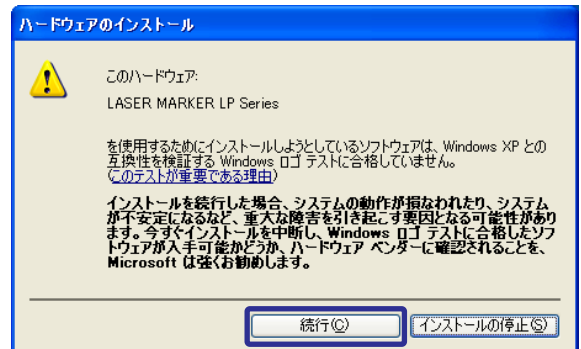 ハードウェアのインストール
このハードウェア:
LASER MARKER LP Series
を使用するためにインストールしようとしているソフトウェアは、Windows XP との
互換性を検証する Windows ロゴ テストに合格していません。
(このテストが重要である理由)
インストールを続行した場合、システムの動作が損なわれたり、システム
が不安定になるなど、重大な障害を引き起こす要因となる可能性があり
ます。今すぐインストールを中断し、Windows ロゴ テストに合格したソフ
トウェアが入手可能かどうか、ハードウェア ベンダーに確認されることを、
Microsoft は強くお勧めします。
続行(C) インストールの停止(S)